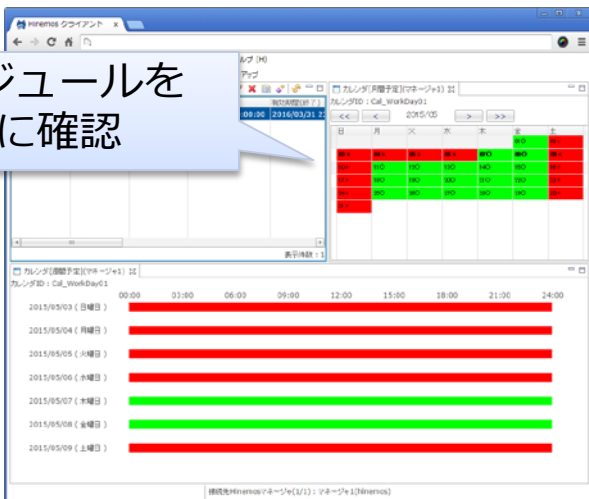 Hinemos クライアント
ルプ (H)
アップ
ジュールを
に確認
有効期間(終了)
:00:00 2016/03/31 2
表示件数 : 1
カレンダ[月間予定](マネージャ1)
カレンダID : Cal_WorkDay01
<< < 2015/05 > >>
日 月 火 水 木 金 土
カレンダ[週間予定](マネージャ1)
カレンダID : Cal_WorkDay01
00:00 03:00 06:00 09:00 12:00 15:00 18:00 21:00 24:00
2015/05/03 ( 日曜日 )
2015/05/04 ( 月曜日 )
2015/05/05 ( 火曜日 )
2015/05/06 ( 水曜日 )
2015/05/07 ( 木曜日 )
2015/05/08 ( 金曜日 )
2015/05/09 ( 土曜日 )
接続先Hinemosマネージャ(1/1) : マネージャ1(hinemos)